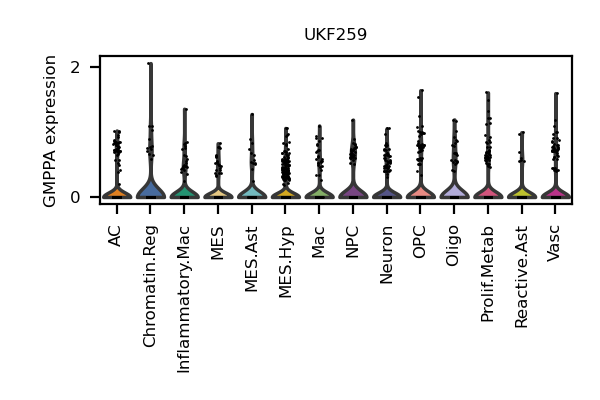 UKF259
GMPPA expression
2
0
AC
Chromatin.Reg
Inflammatory.Mac
MES
MES.Ast
MES.Hyp
Mac
NPC
Neuron
OPC
Oligo
Prolif.Metab
Reactive.Ast
Vasc